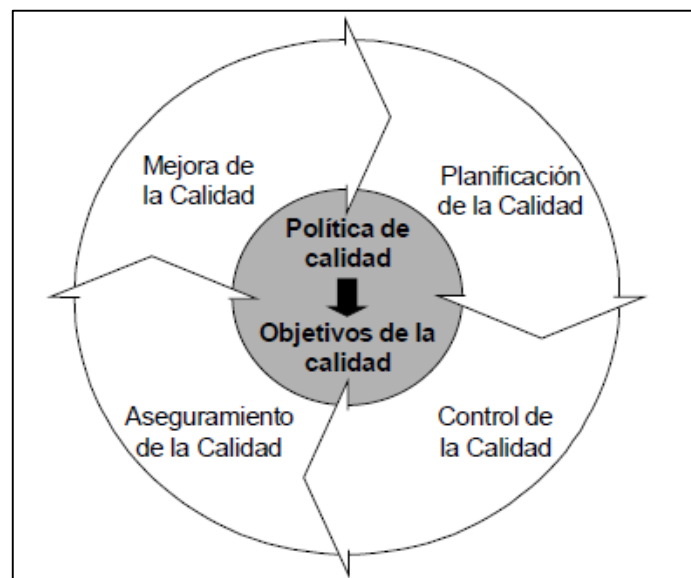 Mejora de
la Calidad
Planificación
de la Calidad
Política de
calidad
Objetivos de la
calidad
Aseguramiento
de la Calidad
Control de
la Calidad